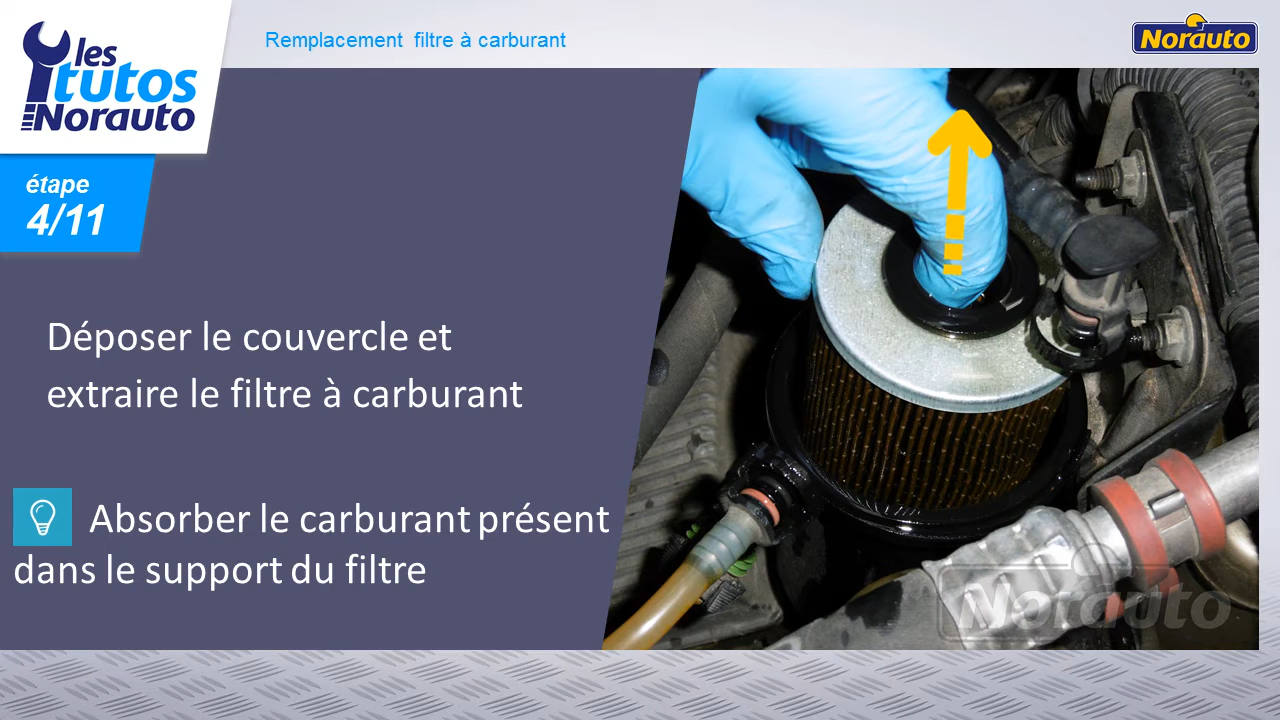 les
tutos
Norauto
Remplacement filtre à carburant
Norauto
étape
4/11
Déposer le couvercle et
extraire le filtre à carburant
Absorber le carburant présent
dans le support du filtre
Norauto